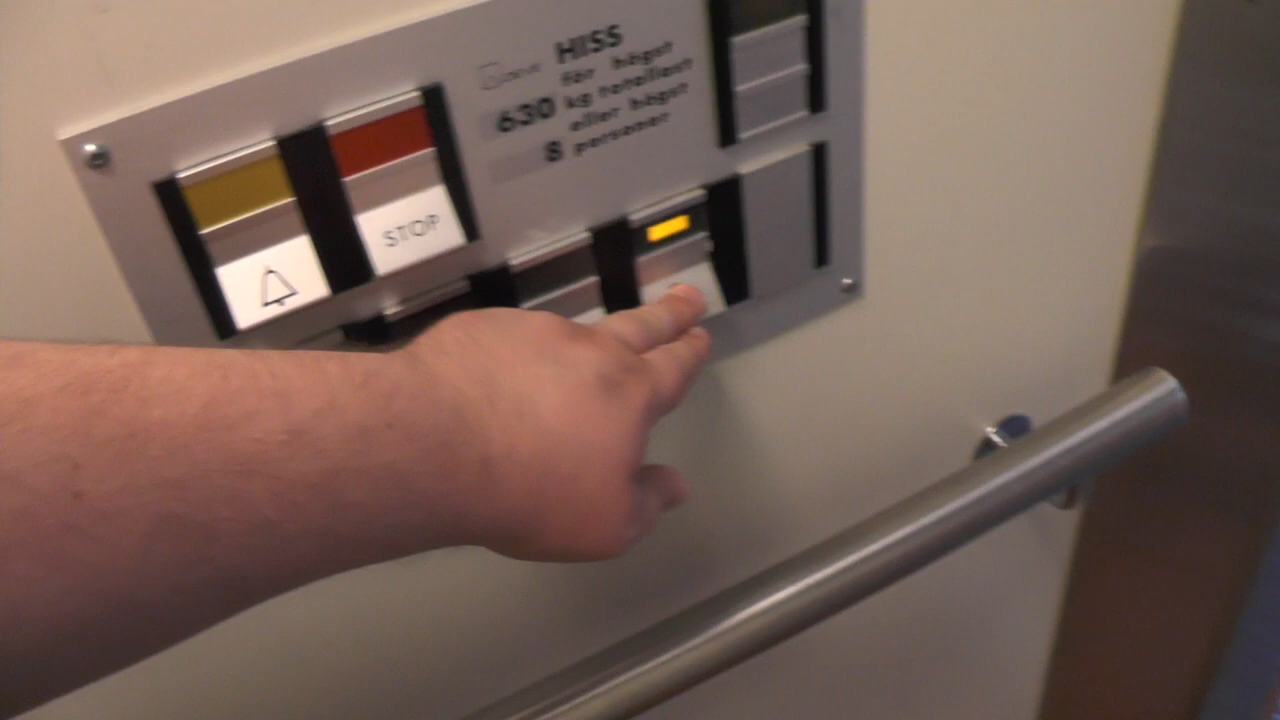 HISS
för högst
630 kg totallast
eller högst
8 personer
STOP